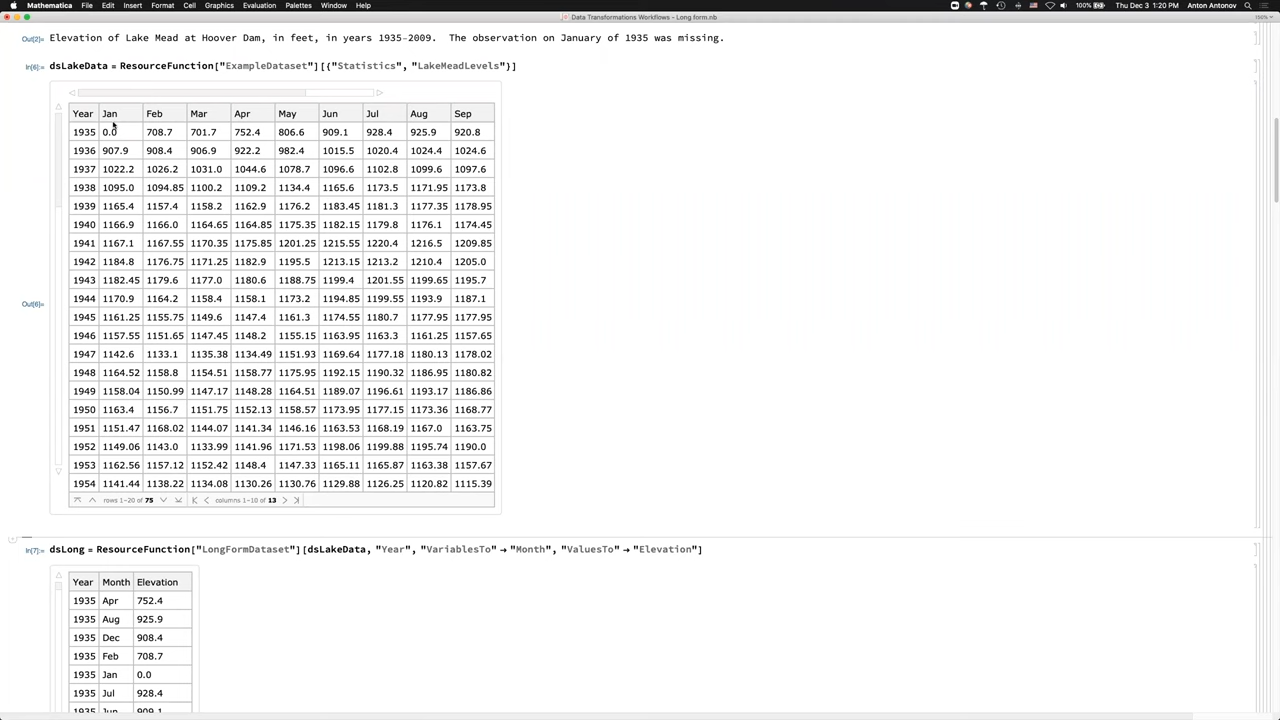 Mathematica File Edit Insert Format Cell Graphics Evaluation Palettes Window Help 100% Thu Dec 3 1:20 PM Anton Antonov
Data Transformations Workflows - Long form.nb 150%
Out[2]= Elevation of Lake Mead at Hoover Dam, in feet, in years 1935-2009. The observation on January of 1935 was missing.
In[6]:= dsLakeData = ResourceFunction["ExampleDataset"][{"Statistics", "LakeMeadLevels"}]
Year Jan Feb Mar Apr May Jun Jul Aug Sep
1935 0.0 708.7 701.7 752.4 806.6 909.1 928.4 925.9 920.8
1936 907.9 908.4 906.9 922.2 982.4 1015.5 1020.4 1024.4 1024.6
1937 1022.2 1026.2 1031.0 1044.6 1078.7 1096.6 1102.8 1099.6 1097.6
1938 1095.0 1094.85 1100.2 1109.2 1134.4 1165.6 1173.5 1171.95 1173.8
1939 1165.4 1157.4 1158.2 1162.9 1176.2 1183.45 1181.3 1177.35 1178.95
1940 1166.9 1166.0 1164.65 1164.85 1175.35 1182.15 1179.8 1176.1 1174.45
1941 1167.1 1167.55 1170.35 1175.85 1201.25 1215.55 1220.4 1216.5 1209.85
1942 1184.8 1176.75 1171.25 1182.9 1195.5 1213.15 1213.2 1210.4 1205.0
1943 1182.45 1179.6 1177.0 1180.6 1188.75 1199.4 1201.55 1199.65 1195.7
1944 1170.9 1164.2 1158.4 1158.1 1173.2 1194.85 1199.55 1193.9 1187.1
Out[6]=
1945 1161.25 1155.75 1149.6 1147.4 1161.3 1174.55 1180.7 1177.95 1177.95
1946 1157.55 1151.65 1147.45 1148.2 1155.15 1163.95 1163.3 1161.25 1157.65
1947 1142.6 1133.1 1135.38 1134.49 1151.93 1169.64 1177.18 1180.13 1178.02
1948 1164.52 1158.8 1154.51 1158.77 1175.95 1192.15 1190.32 1186.95 1180.82
1949 1158.04 1150.99 1147.17 1148.28 1164.51 1189.07 1196.61 1193.17 1186.86
1950 1163.4 1156.7 1151.75 1152.13 1158.57 1173.95 1177.15 1173.36 1168.77
1951 1151.47 1168.02 1144.07 1141.34 1146.16 1163.53 1168.19 1167.0 1163.75
1952 1149.06 1143.0 1133.99 1141.96 1171.53 1198.06 1199.88 1195.74 1190.0
1953 1162.56 1157.12 1152.42 1148.4 1147.33 1165.11 1165.87 1163.38 1157.67
1954 1141.44 1138.22 1134.08 1130.26 1130.76 1129.88 1126.25 1120.82 1115.39
rows 1–20 of 75 columns 1–10 of 13
In[7]:= dsLong = ResourceFunction["LongFormDataset"][dsLakeData, "Year", "VariablesTo" → "Month", "ValuesTo" → "Elevation"]
Year Month Elevation
1935 Apr 752.4
1935 Aug 925.9
1935 Dec 908.4
1935 Feb 708.7
1935 Jan 0.0
1935 Jul 928.4
1935 Jun 909.1